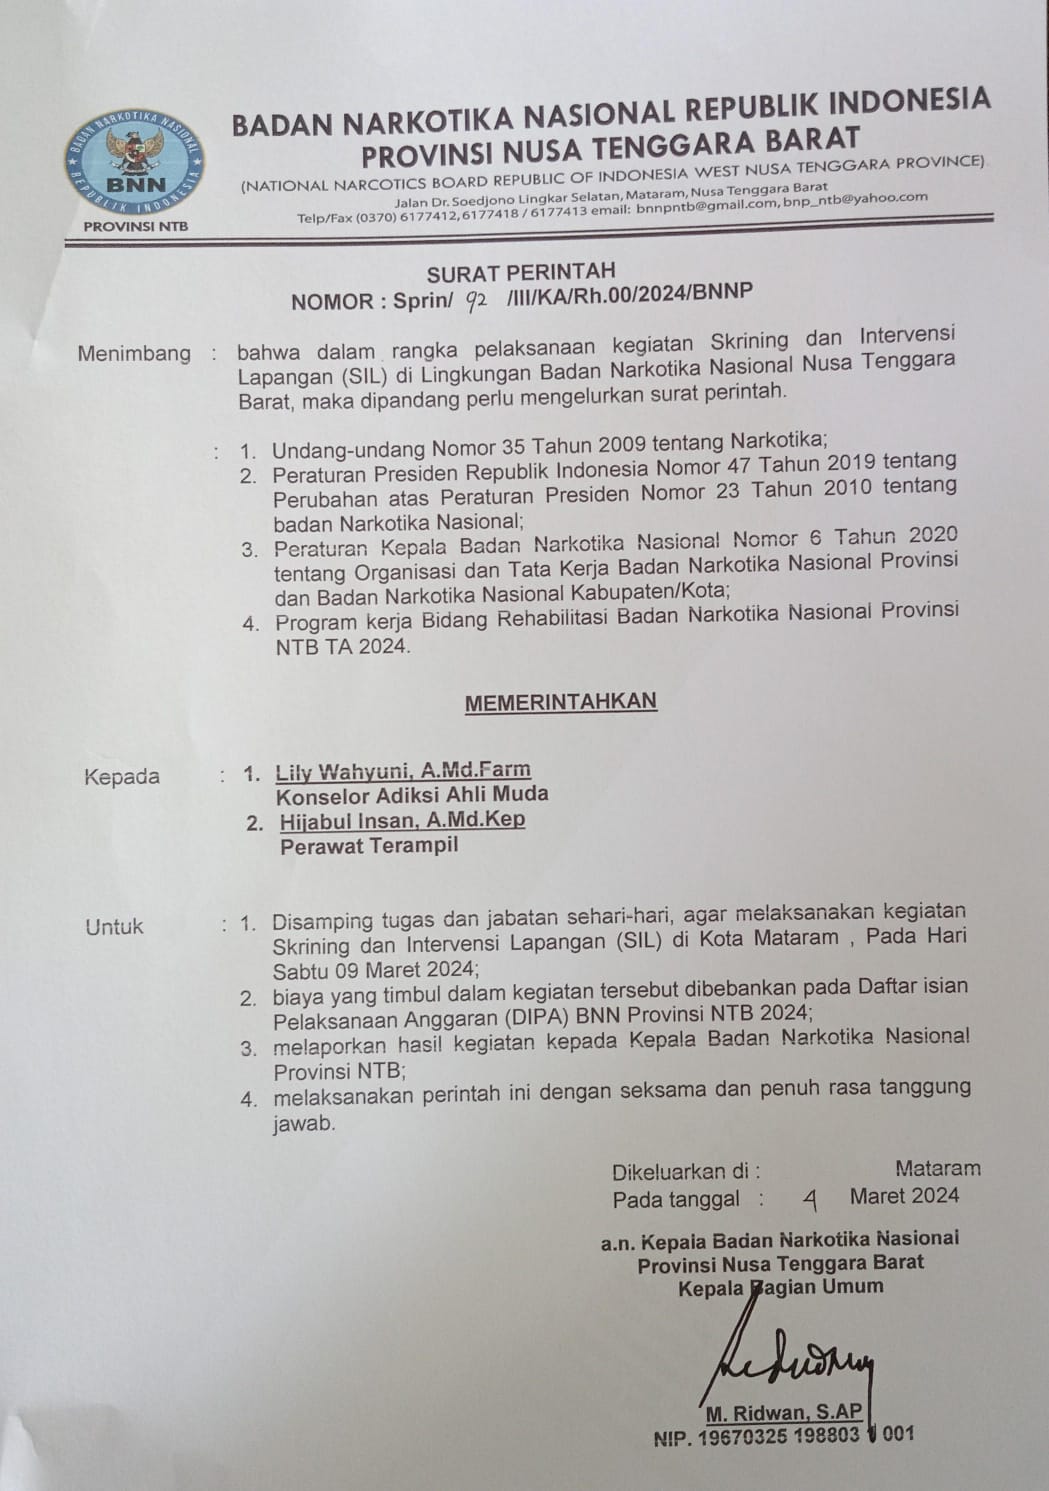 BADAN NARKOTIKA NASIONAL
REPUBLIK INDONESIA
BNN
PROVINSI NTB
BADAN NARKOTIKA NASIONAL REPUBLIK INDONESIA
PROVINSI NUSA TENGGARA BARAT
(NATIONAL NARCOTICS BOARD REPUBLIC OF INDONESIA WEST NUSA TENGGARA PROVINCE)
Jalan Dr. Soedjono Lingkar Selatan, Mataram, Nusa Tenggara Barat
Telp/Fax (0370) 6177412, 6177418 / 6177413 email: bnnpntb@gmail.com, bnp_ntb@yahoo.com
SURAT PERINTAH
NOMOR : Sprin/ 92 /III/KA/Rh.00/2024/BNNP
Menimbang : bahwa dalam rangka pelaksanaan kegiatan Skrining dan Intervensi
Lapangan (SIL) di Lingkungan Badan Narkotika Nasional Nusa Tenggara
Barat, maka dipandang perlu mengelurkan surat perintah.
: 1. Undang-undang Nomor 35 Tahun 2009 tentang Narkotika;
2. Peraturan Presiden Republik Indonesia Nomor 47 Tahun 2019 tentang
Perubahan atas Peraturan Presiden Nomor 23 Tahun 2010 tentang
badan Narkotika Nasional;
3. Peraturan Kepala Badan Narkotika Nasional Nomor 6 Tahun 2020
tentang Organisasi dan Tata Kerja Badan Narkotika Nasional Provinsi
dan Badan Narkotika Nasional Kabupaten/Kota;
4. Program kerja Bidang Rehabilitasi Badan Narkotika Nasional Provinsi
NTB TA 2024.
MEMERINTAHKAN
Kepada : 1. Lily Wahyuni, A.Md.Farm
Konselor Adiksi Ahli Muda
2. Hijabul Insan, A.Md.Kep
Perawat Terampil
Untuk : 1. Disamping tugas dan jabatan sehari-hari, agar melaksanakan kegiatan
Skrining dan Intervensi Lapangan (SIL) di Kota Mataram , Pada Hari
Sabtu 09 Maret 2024;
2. biaya yang timbul dalam kegiatan tersebut dibebankan pada Daftar isian
Pelaksanaan Anggaran (DIPA) BNN Provinsi NTB 2024;
3. melaporkan hasil kegiatan kepada Kepala Badan Narkotika Nasional
Provinsi NTB;
4. melaksanakan perintah ini dengan seksama dan penuh rasa tanggung
jawab.
Dikeluarkan di : Mataram
Pada tanggal : Maret 2024
a.n. Kepala Badan Narkotika Nasional
Provinsi Nusa Tenggara Barat
Kepala Bagian Umum
M. Ridwan, S.AP
NIP. 19670325 198803 1 001